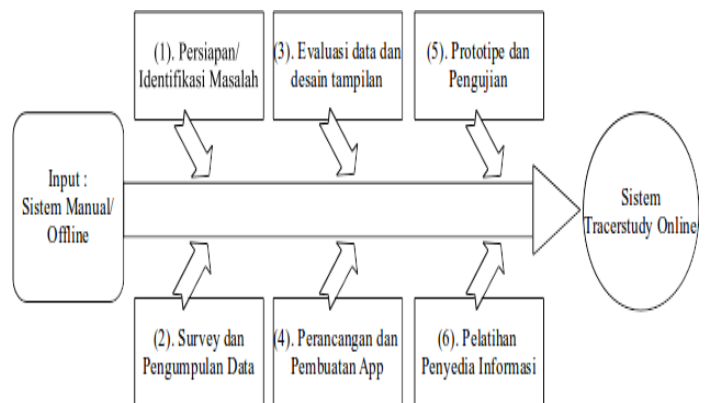 (1). Persiapan/
Identifikasi Masalah
(3). Evaluasi data dan
desain tampilan
(5). Prototipe dan
Pengujian
Input :
Sistem Manual/
Offline
Sistem
Tracerstudy Online
(2). Survey dan
Pengumpulan Data
(4). Perancangan dan
Pembuatan App
(6). Pelatihan
Penyedia Informasi